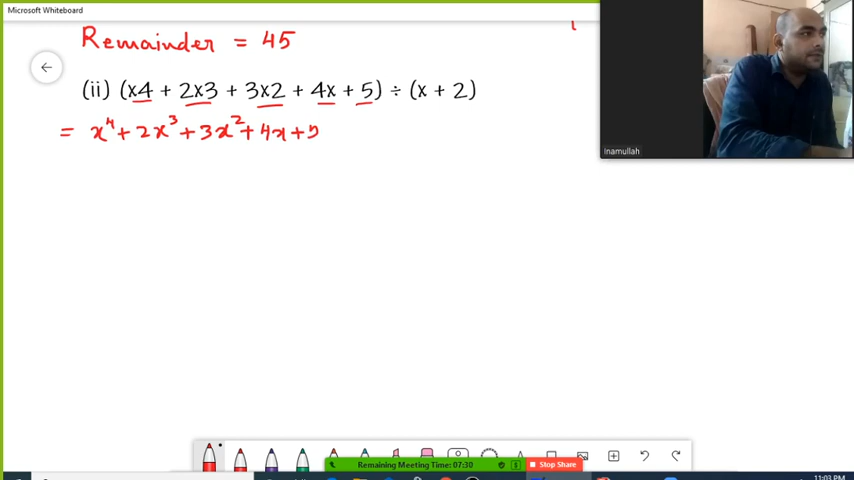 Microsoft Whiteboard
Remainder = 45
(ii) (x4 + 2x3 + 3x2 + 4x + 5) ÷ (x + 2)
= x⁴ + 2x³ + 3x² + 4x + 5
Inamullah
Remaining Meeting Time: 07:30
Stop Share
11:03 PM